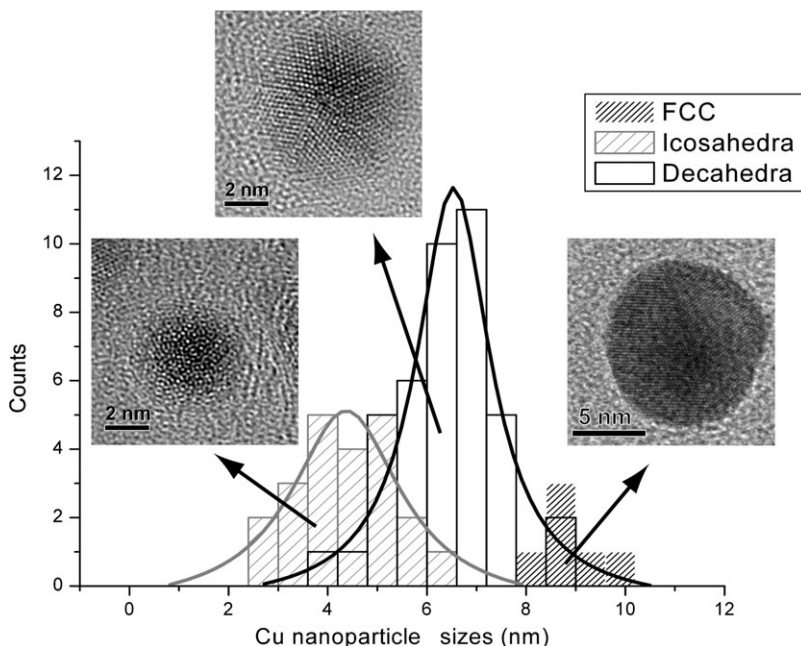 2 nm
FCC
Icosahedra
Decahedra
2 nm
5 nm
12
10
8
6
4
2
0
Counts
0 2 4 6 8 10 12
Cu nanoparticle sizes (nm)